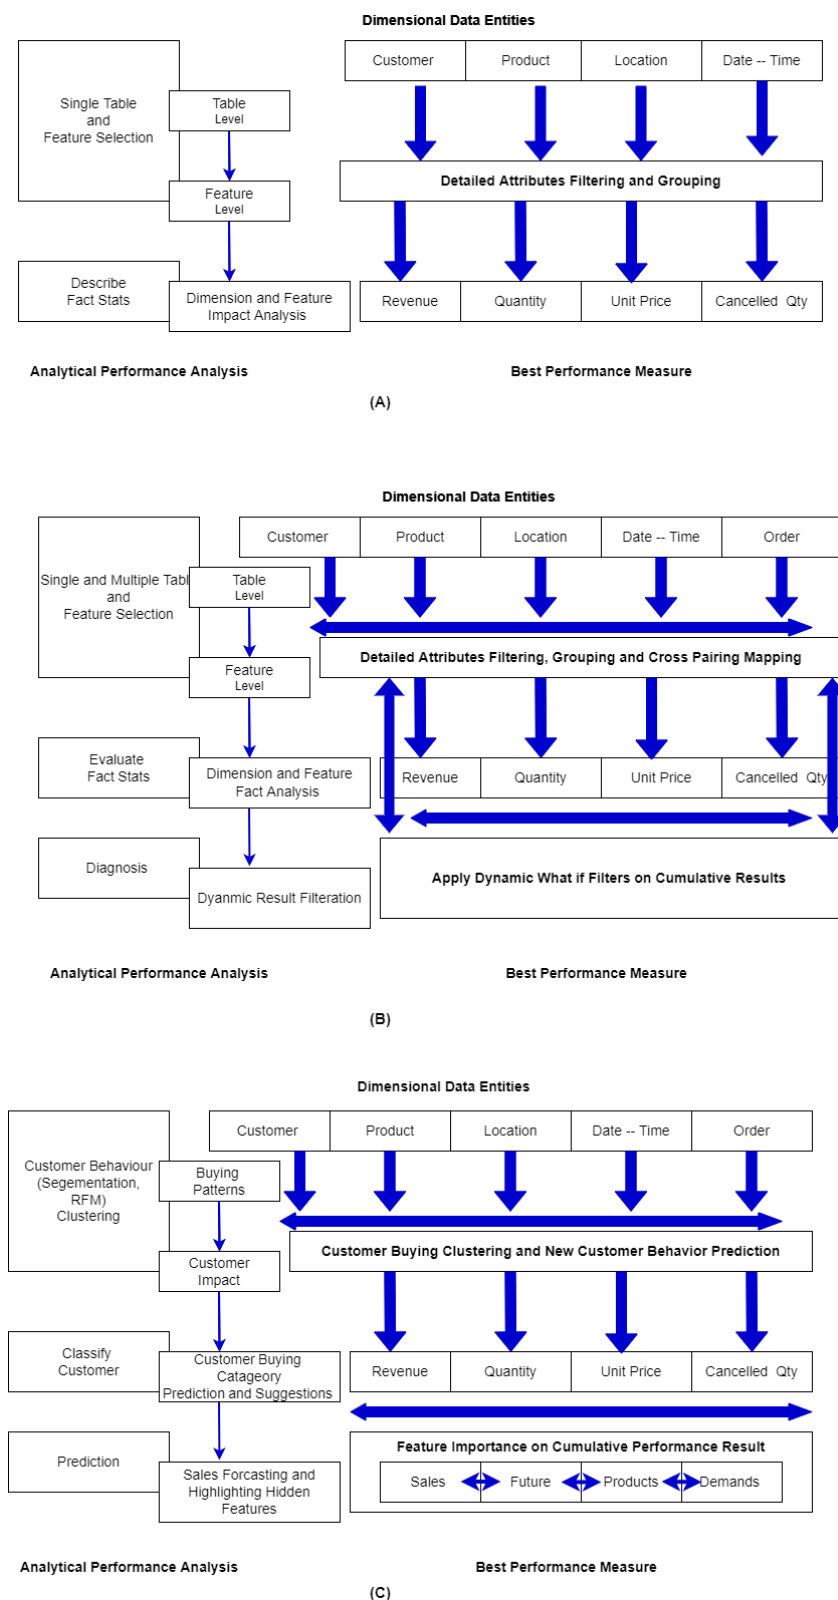 Dimensional Data Entities
Customer
Product
Location
Date -- Time
Single Table
and
Feature Selection
Table
Level
Feature
Level
Detailed Attributes Filtering and Grouping
Describe
Fact Stats
Dimension and Feature
Impact Analysis
Revenue
Quantity
Unit Price
Cancelled Qty
Analytical Performance Analysis
Best Performance Measure
(A)
Dimensional Data Entities
Customer
Product
Location
Date -- Time
Order
Single and Multiple Tabl
and
Feature Selection
Table
Level
Feature
Level
Detailed Attributes Filtering, Grouping and Cross Pairing Mapping
Evaluate
Fact Stats
Dimension and Feature
Fact Analysis
Revenue
Quantity
Unit Price
Cancelled Qty
Diagnosis
Dyanmic Result Filteration
Apply Dynamic What if Filters on Cumulative Results
Analytical Performance Analysis
Best Performance Measure
(B)
Dimensional Data Entities
Customer
Product
Location
Date -- Time
Order
Customer Behaviour
(Segementation,
RFM)
Clustering
Buying
Patterns
Customer
Impact
Customer Buying Clustering and New Customer Behavior Prediction
Classify
Customer
Customer Buying
Catageory
Prediction and Suggestions
Revenue
Quantity
Unit Price
Cancelled Qty
Prediction
Sales Forcasting and
Highlighting Hidden
Features
Feature Importance on Cumulative Performance Result
Sales
Future
Products
Demands
Analytical Performance Analysis
Best Performance Measure
(C)